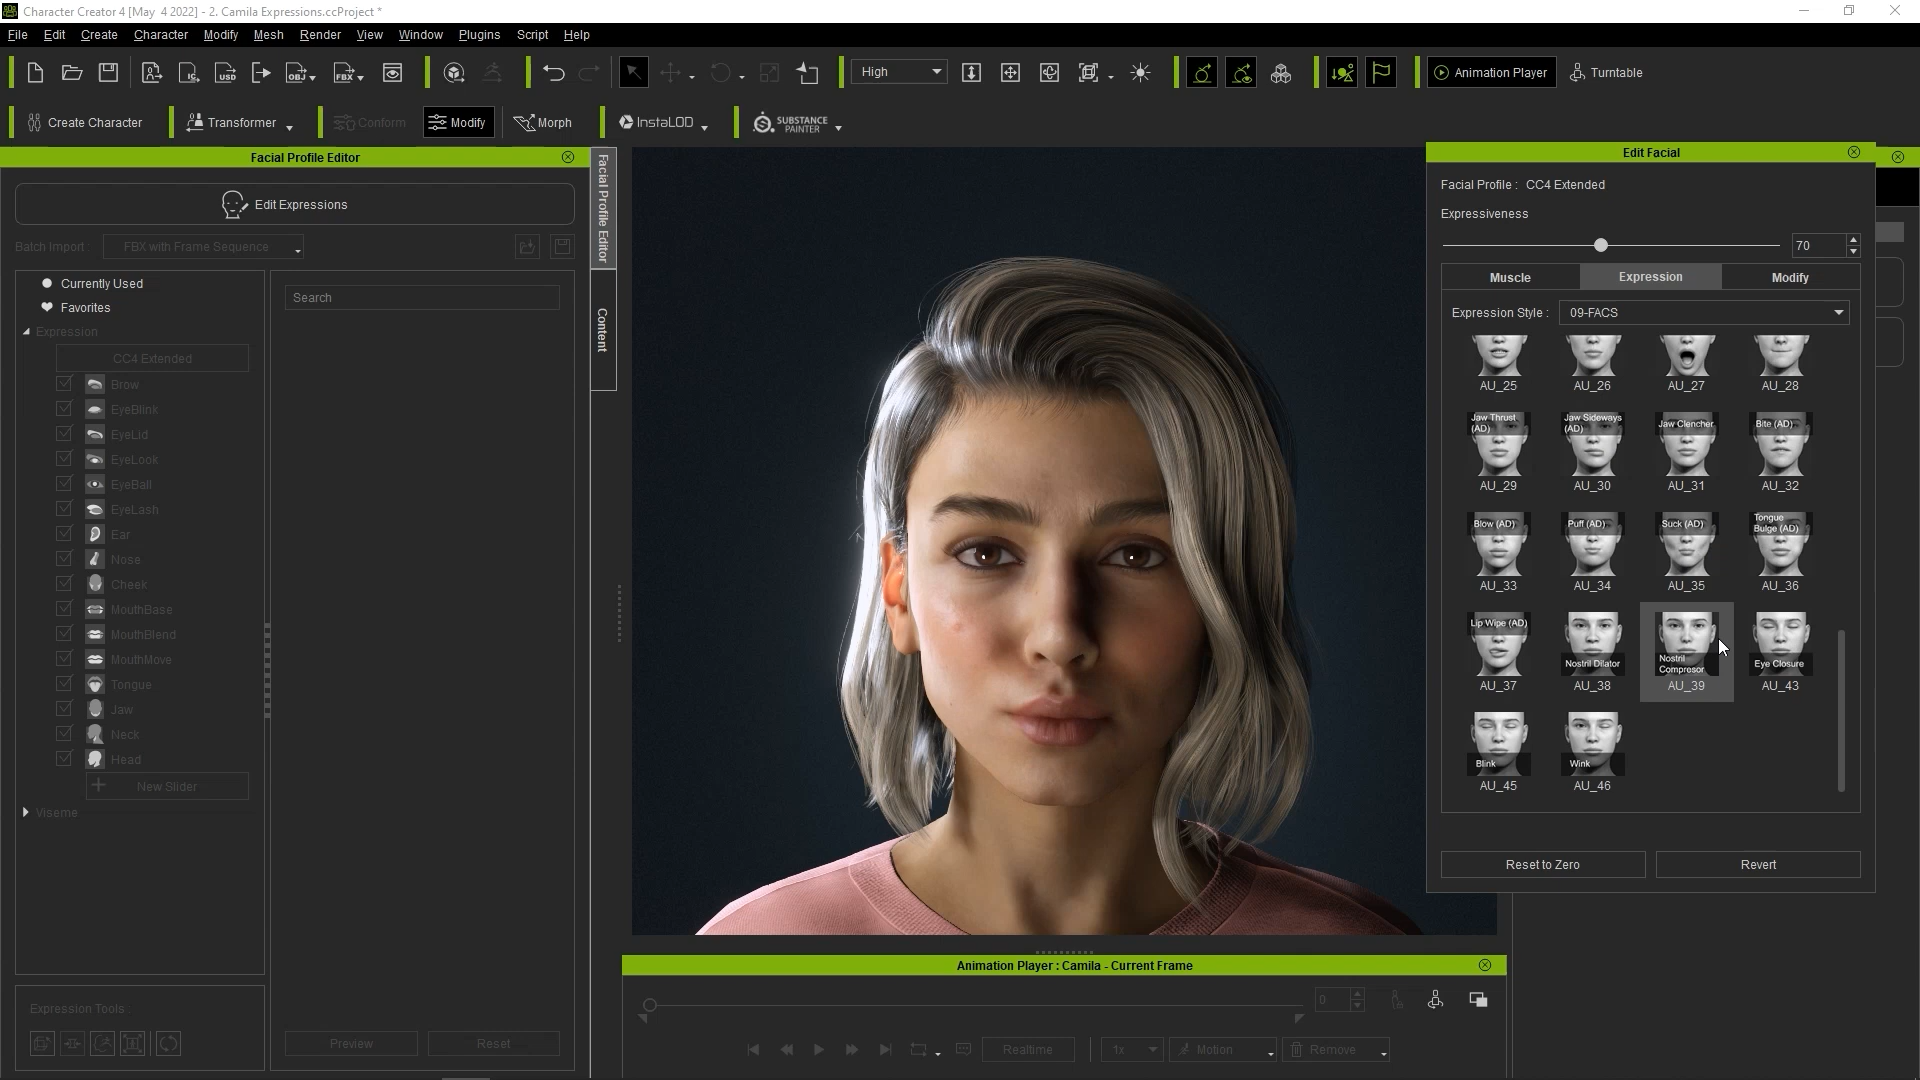 Character Creator 4 [May  4 2022] - 2. Camila Expressions.ccProject *
File Edit Create Character Modify Mesh Render View Window Plugins Script Help
IC USD OBJ FBX High Animation Player Turntable
Create Character Transformer Conform Modify Morph InstaLOD SUBSTANCE PAINTER
Facial Profile Editor
Edit Expressions
Batch Import : FBX with Frame Sequence
Currently Used
Favorites
Expression
CC4 Extended
Brow
EyeBlink
EyeLid
EyeLook
EyeBall
EyeLash
Ear
Nose
Cheek
MouthBase
MouthBlend
MouthMove
Tongue
Jaw
Neck
Head
New Slider
Viseme
Expression Tools :
Search
Preview Reset
Facial Profile Editor
Content
Edit Facial
Facial Profile : CC4 Extended
Expressiveness
70
Muscle Expression Modify
Expression Style : 09-FACS
AU_25 AU_26 AU_27 AU_28
Jaw Thrust (AD) Jaw Sideways (AD) Jaw Clencher Bite (AD)
AU_29 AU_30 AU_31 AU_32
Blow (AD) Puff (AD) Suck (AD) Tongue Bulge (AD)
AU_33 AU_34 AU_35 AU_36
Lip Wipe (AD) Nostril Dilator Nostril Compresor Eye Closure
AU_37 AU_38 AU_39 AU_43
Blink Wink
AU_45 AU_46
Reset to Zero Revert
Animation Player : Camila - Current Frame
0
Realtime 1x Motion Remove